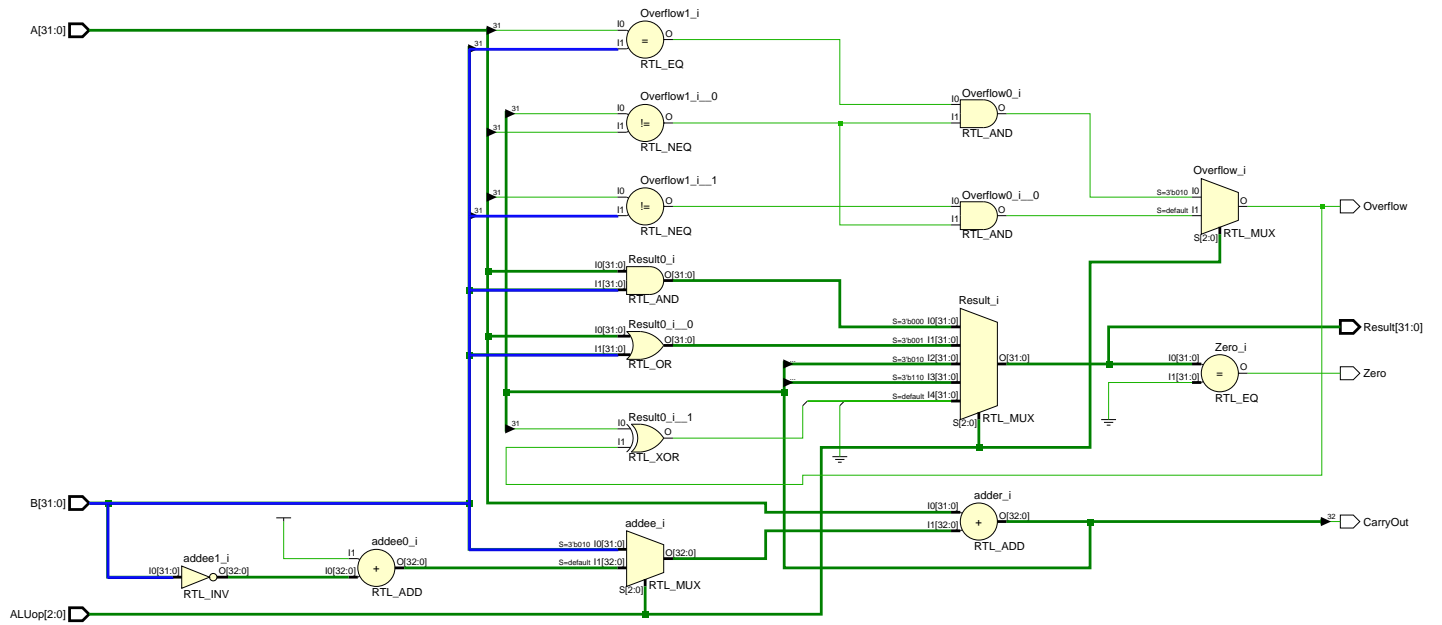 Overflow1_i
A[31:0]
31
I0
O
31
I1
=
RTL_EQ
Overflow1_i__0
Overflow0_i
31
I0
O
I0
O
31
I1
!=
I1
RTL_NEQ
RTL_AND
Overflow_i
Overflow1_i__1
31
I0
O
Overflow0_i__0
S=3'b010 I0
O
Overflow
31
I1
!=
I0
O
S=default I1
RTL_NEQ
I1
RTL_AND
S[2:0]
RTL_MUX
Result0_i
I0[31:0]
O[31:0]
I1[31:0]
RTL_AND
Result_i
Result0_i__0
S=3'b000 I0[31:0]
Result[31:0]
I0[31:0]
O[31:0]
S=3'b001 I1[31:0]
Zero_i
I1[31:0]
RTL_OR
... S=3'b010 I2[31:0]
O[31:0]
I0[31:0]
O
Zero
... S=3'b110 I3[31:0]
I1[31:0]
=
S=default I4[31:0]
RTL_EQ
Result0_i__1
S[2:0]
RTL_MUX
31
I0
O
I1
RTL_XOR
B[31:0]
adder_i
I0[31:0]
O[32:0]
32
CarryOut
addee_i
I1[32:0]
+
RTL_ADD
addee0_i
S=3'b010 I0[31:0]
O[32:0]
addee1_i
I1
O[32:0]
S=default I1[32:0]
I0[31:0]
O[32:0]
I0[32:0]
+
S[2:0]
RTL_MUX
RTL_INV
RTL_ADD
ALUop[2:0]